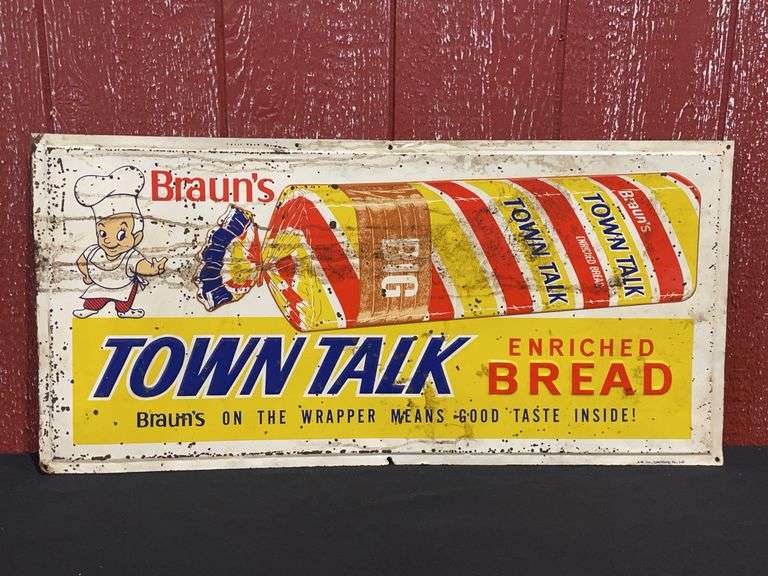 Braun's
BIG
TOWN TALK
TOWN TALK
ENRICHED BREAD
Braun's
TOWN TALK
ENRICHED
BREAD
Braun's ON THE WRAPPER MEANS GOOD TASTE INSIDE!